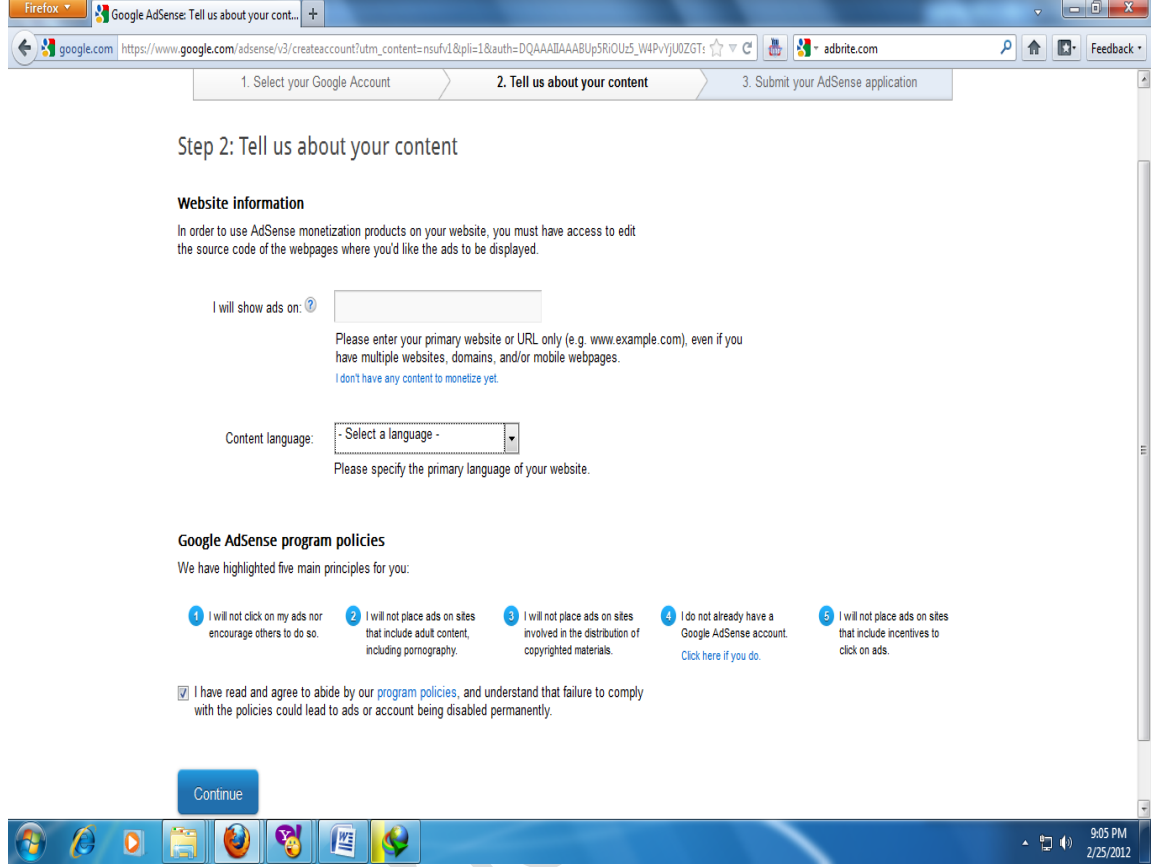 Firefox
Google AdSense: Tell us about your cont...
google.com https://www.google.com/adsense/v3/createaccount?utm_content=nsufv1&pli=1&auth=DQAAAIIAAABUp5RiOUz5_W4PvYjU0ZGT
adbrite.com
Feedback
1. Select your Google Account
2. Tell us about your content
3. Submit your AdSense application
Step 2: Tell us about your content
Website information
In order to use AdSense monetization products on your website, you must have access to edit
the source code of the webpages where you'd like the ads to be displayed.
I will show ads on: ?
Please enter your primary website or URL only (e.g. www.example.com), even if you
have multiple websites, domains, and/or mobile webpages.
I don't have any content to monetize yet.
Content language:
- Select a language -
Please specify the primary language of your website.
Google AdSense program policies
We have highlighted five main principles for you:
1 I will not click on my ads nor
encourage others to do so.
2 I will not place ads on sites
that include adult content,
including pornography.
3 I will not place ads on sites
involved in the distribution of
copyrighted materials.
4 I do not already have a
Google AdSense account.
Click here if you do.
5 I will not place ads on sites
that include incentives to
click on ads.
I have read and agree to abide by our program policies, and understand that failure to comply
with the policies could lead to ads or account being disabled permanently.
Continue
9:05 PM
2/25/2012